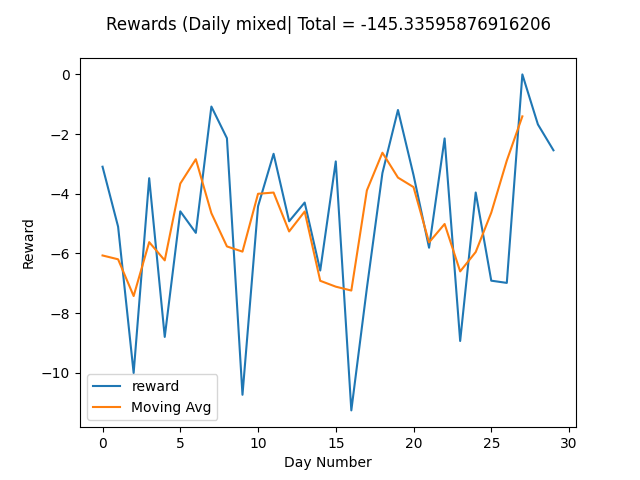 Rewards (Daily mixed| Total = -145.33595876916206
0
−2
−4
−6
−8
−10
Reward
reward
Moving Avg
0 5 10 15 20 25 30
Day Number